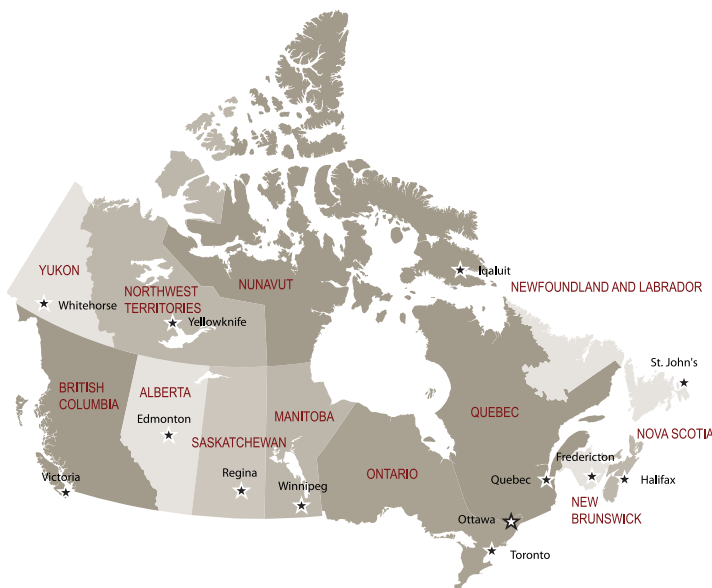 Iqaluit
YUKON
NUNAVUT
NORTHWEST
TERRITORIES
NEWFOUNDLAND AND LABRADOR
Whitehorse
Yellowknife
St. John's
BRITISH
COLUMBIA
ALBERTA
Edmonton
MANITOBA
QUEBEC
SASKATCHEWAN
NOVA SCOTIA
Fredericton
Regina
ONTARIO
Victoria
Winnipeg
Quebec
Halifax
NEW
BRUNSWICK
Ottawa
Toronto